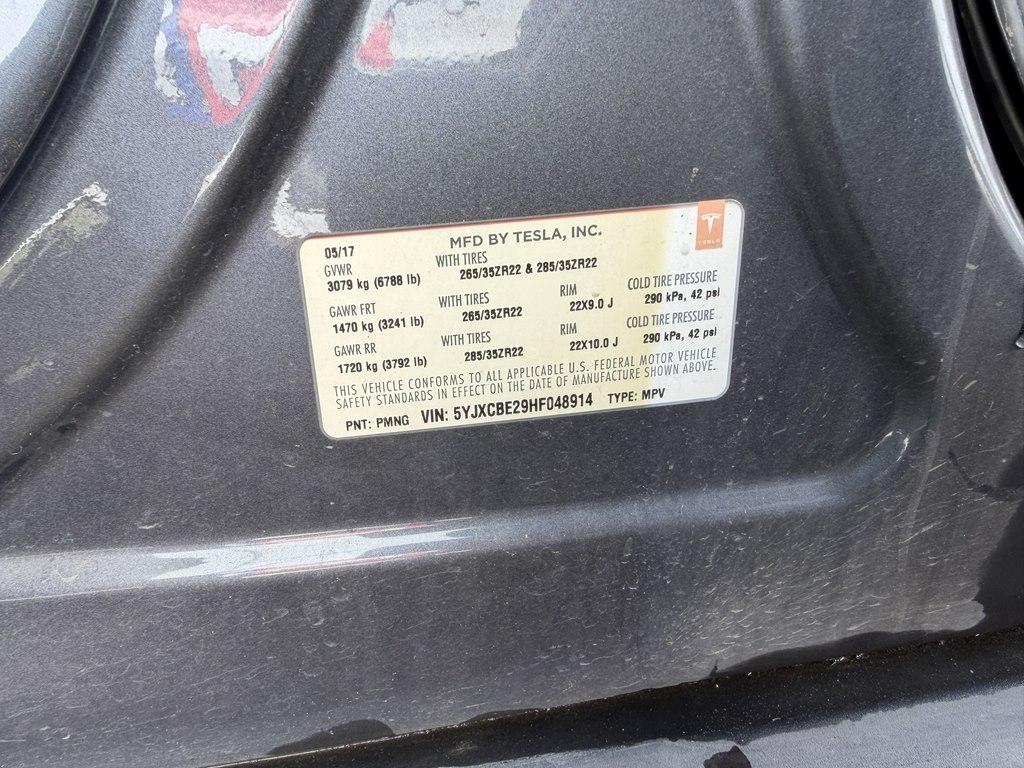 MFD BY TESLA, INC.
TESLA
05/17
GVWR WITH TIRES
3079 kg (6788 lb) 265/35ZR22 & 285/35ZR22
GAWR FRT WITH TIRES RIM COLD TIRE PRESSURE
1470 kg (3241 lb) 265/35ZR22 22X9.0 J 290 kPa, 42 psi
GAWR RR WITH TIRES RIM COLD TIRE PRESSURE
1720 kg (3792 lb) 285/35ZR22 22X10.0 J 290 kPa, 42 psi
THIS VEHICLE CONFORMS TO ALL APPLICABLE U.S. FEDERAL MOTOR VEHICLE
SAFETY STANDARDS IN EFFECT ON THE DATE OF MANUFACTURE SHOWN ABOVE.
PNT: PMNG VIN: 5YJXCBE29HF048914 TYPE: MPV